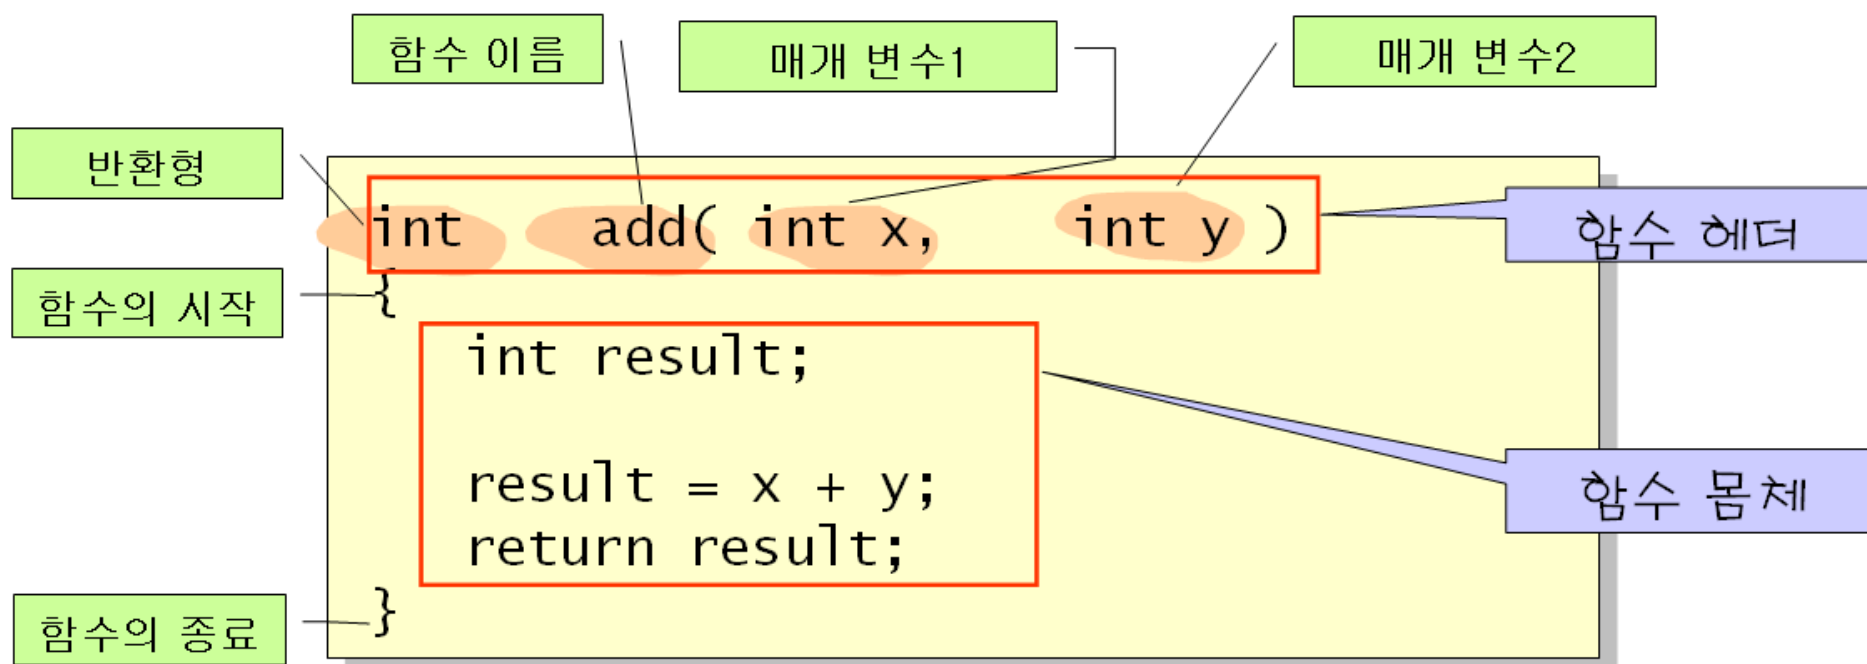 함수 이름
매개 변수1
매개 변수2
반환형
int add( int x, int y )
함수 헤더
함수의 시작
{
int result;
result = x + y;
return result;
함수 몸체
}
함수의 종료